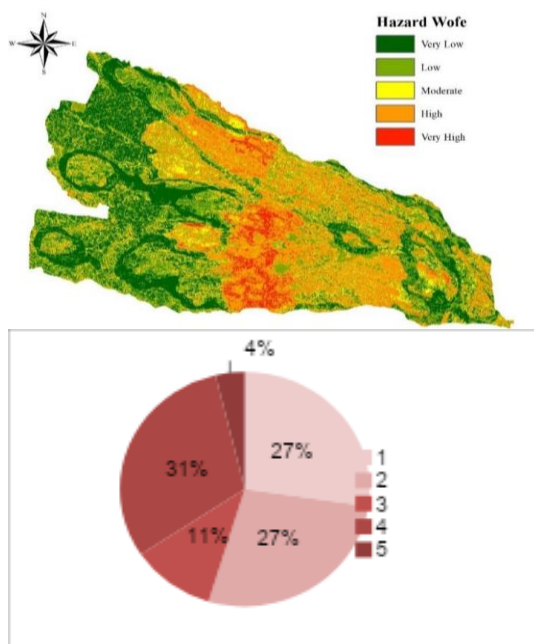 N
W E
S
Hazard Wofe
Very Low
Low
Moderate
High
Very High
4%
27%
31%
11%
27%
1
2
3
4
5